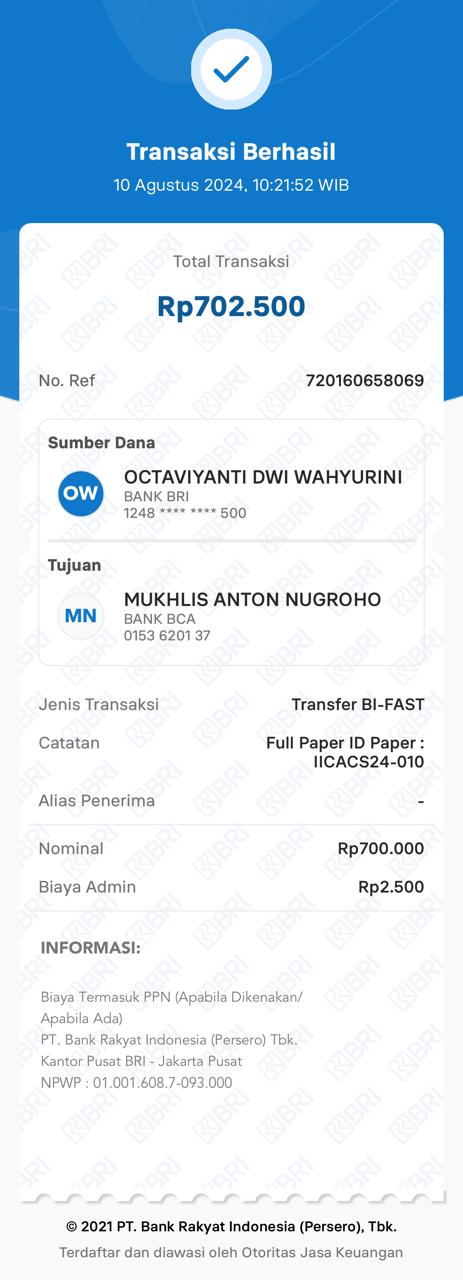 Transaksi Berhasil
10 Agustus 2024, 10:21:52 WIB
Total Transaksi
Rp702.500
No. Ref 720160658069
Sumber Dana
OW
OCTAVIYANTI DWI WAHYURINI
BANK BRI
1248 **** **** 500
Tujuan
MN
MUKHLIS ANTON NUGROHO
BANK BCA
0153 6201 37
Jenis Transaksi Transfer BI-FAST
Catatan Full Paper ID Paper :
IICACS24-010
Alias Penerima -
Nominal Rp700.000
Biaya Admin Rp2.500
INFORMASI:
Biaya Termasuk PPN (Apabila Dikenakan/
Apabila Ada)
PT. Bank Rakyat Indonesia (Persero) Tbk.
Kantor Pusat BRI - Jakarta Pusat
NPWP : 01.001.608.7-093.000
© 2021 PT. Bank Rakyat Indonesia (Persero), Tbk.
Terdaftar dan diawasi oleh Otoritas Jasa Keuangan